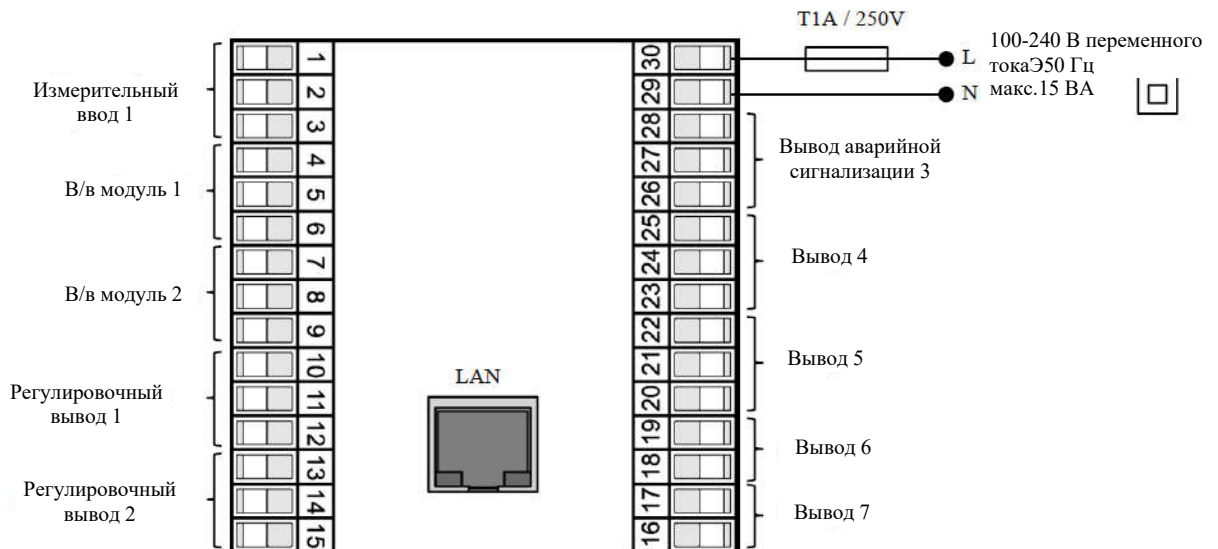 T1A / 250V
100-240 В переменного
L
токаЭ50 Гц
N
макс.15 ВА
1
2
3
4
5
6
7
8
9
10
11
12
13
14
15
30
29
28
27
26
25
24
23
22
21
20
19
18
17
16
Измерительный
ввод 1
В/в модуль 1
В/в модуль 2
Регулировочный
вывод 1
Регулировочный
вывод 2
LAN
Вывод аварийной
сигнализации 3
Вывод 4
Вывод 5
Вывод 6
Вывод 7